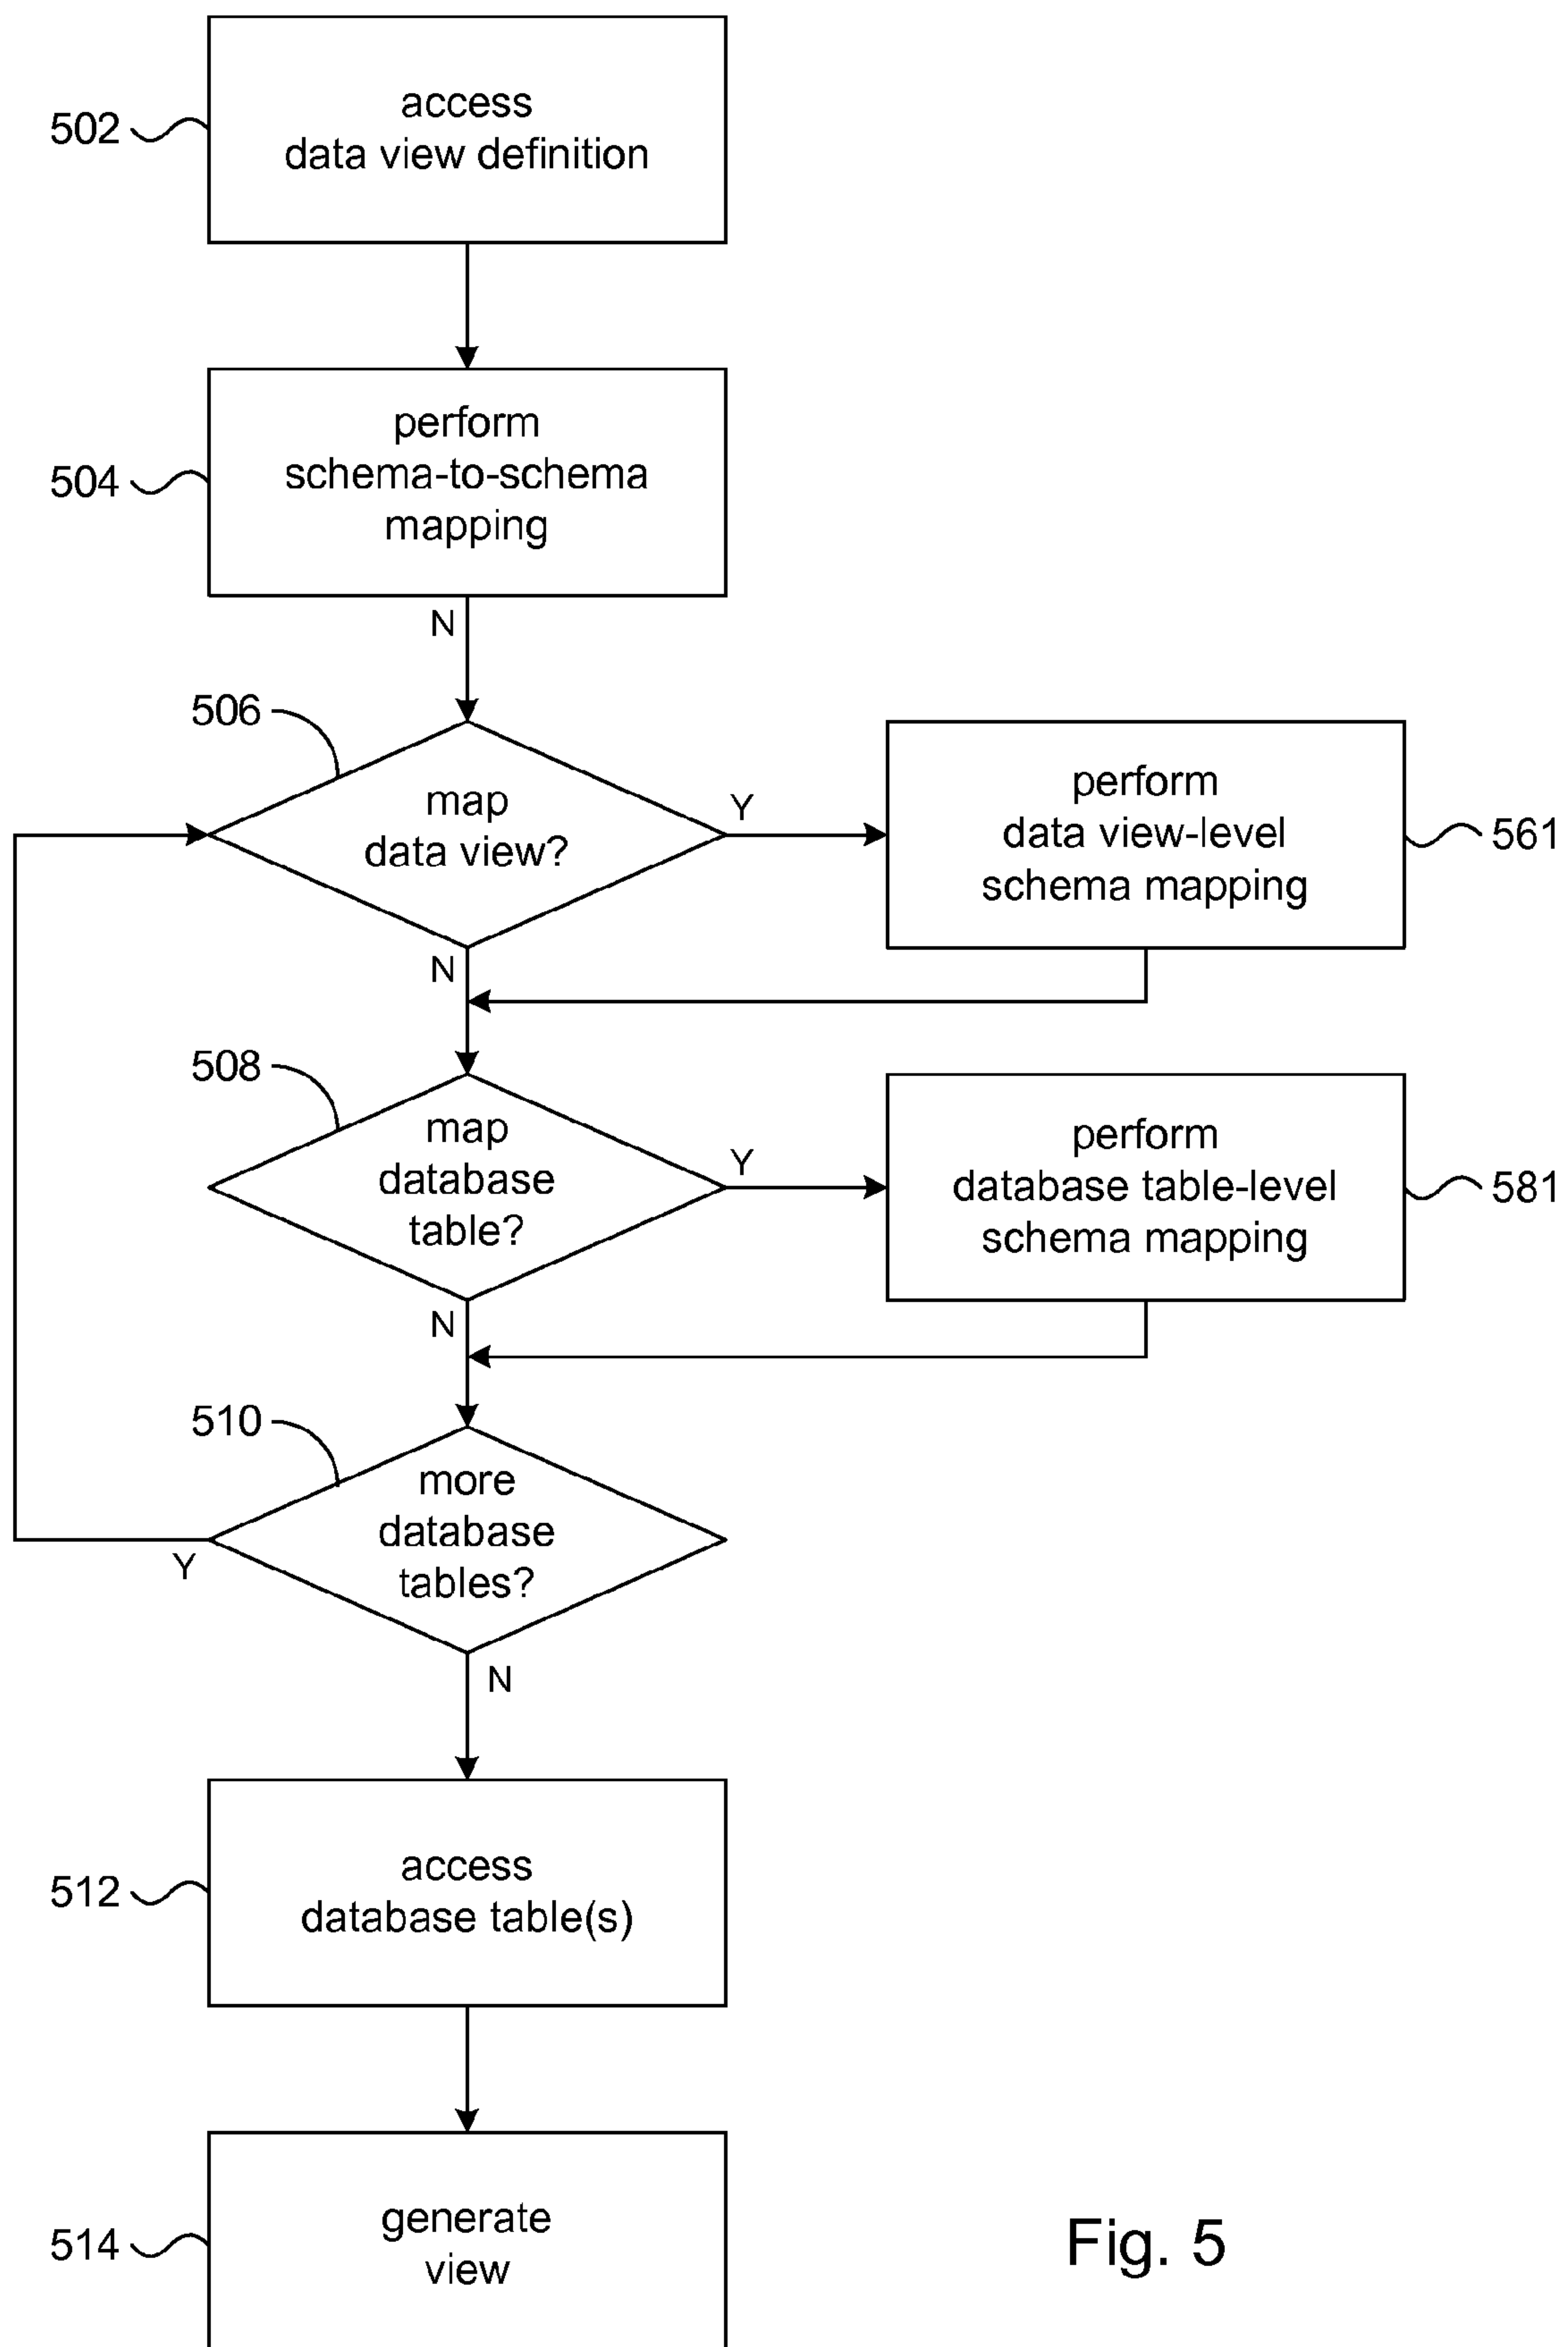 502
access
data view definition
504
perform
schema-to-schema
mapping
N
506
map
data view?
Y
perform
data view-level
schema mapping
561
N
508
map
database
table?
Y
perform
database table-level
schema mapping
581
N
510
more
database
tables?
Y
N
512
access
database table(s)
514
generate
view
Fig. 5